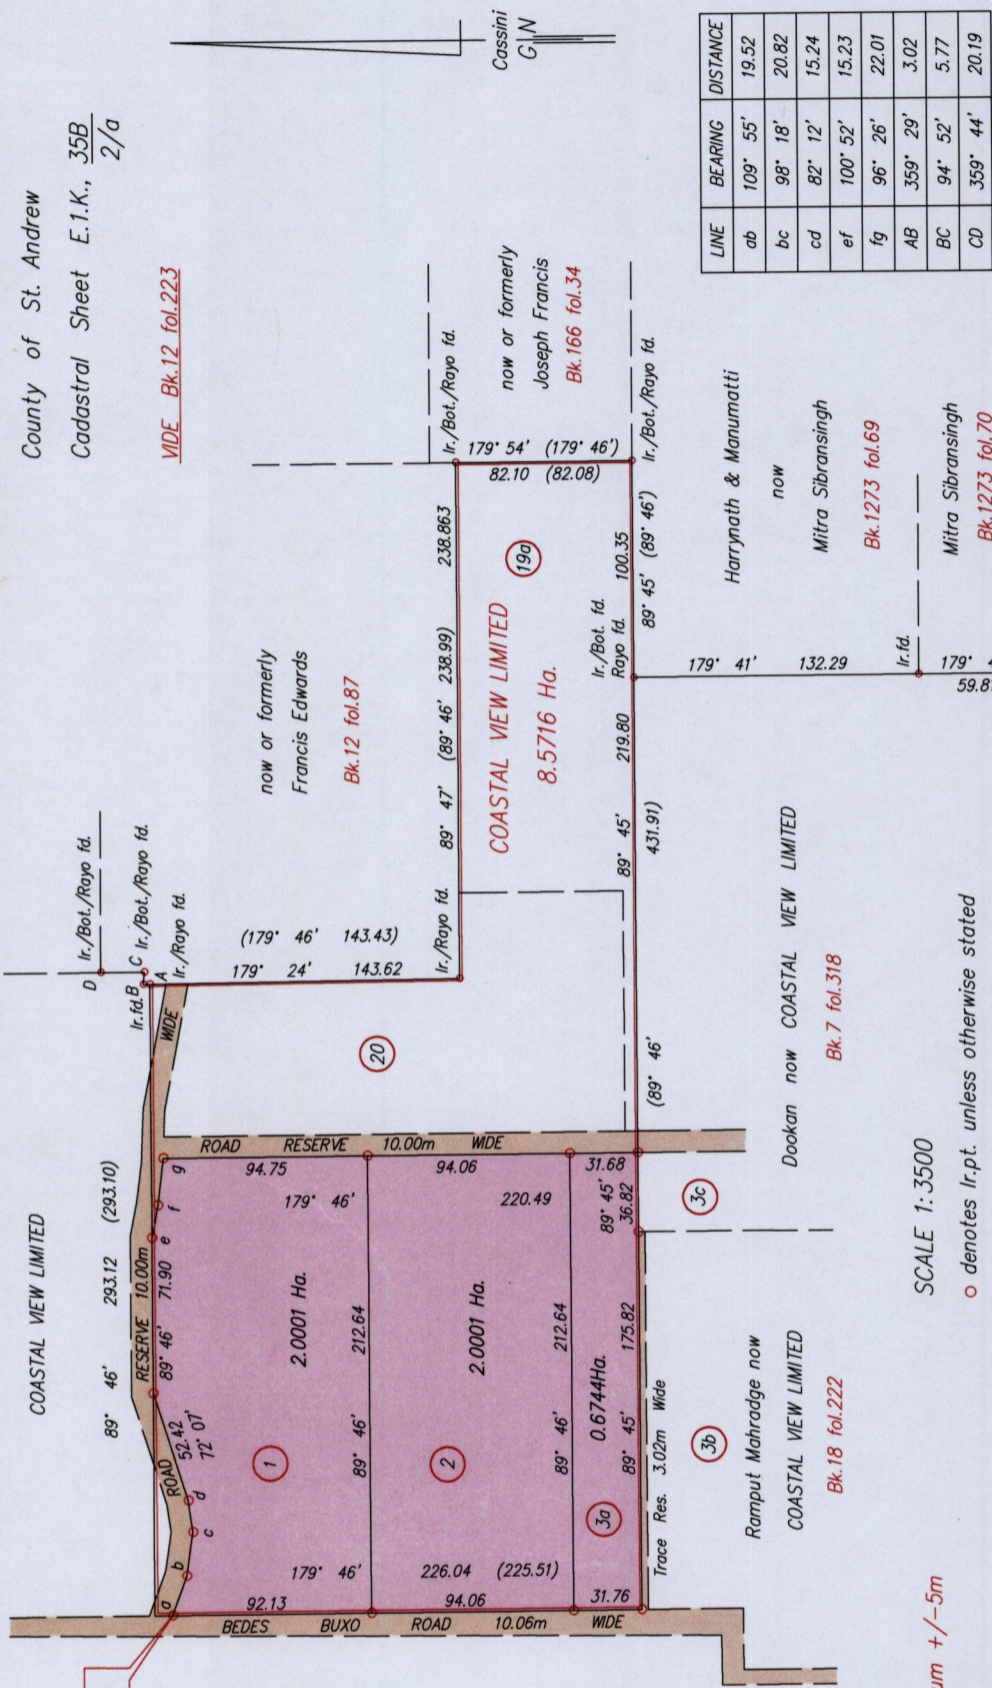 County of St. Andrew
Cadastral Sheet E.1.K., 35B
2/a
VIDE Bk.12 fol.223
Cassini
G N
LINE BEARING DISTANCE
ab 109° 55' 19.52
bc 98° 18' 20.82
cd 82° 12' 15.24
ef 100° 52' 15.23
fg 96° 26' 22.01
AB 359° 29' 3.02
BC 94° 52' 5.77
CD 359° 44' 20.19
COASTAL VIEW LIMITED
89° 46' 293.12 (293.10)
ROAD RESERVE 10.00m WIDE
89° 46' 71.90
52.42
72° 07'
a
b
c
d
e
f
g
D
Ir./Bot./Rayo fd.
C Ir./Bot./Rayo fd.
Ir.fd. B
A
Ir./Rayo fd.
(179° 46' 143.43)
179° 24' 143.62
Ir./Rayo fd.
now or formerly
Francis Edwards
Bk.12 fol.87
89° 47' (89° 46' 238.99) 238.863
Ir./Bot./Rayo fd.
179° 54' (179° 46')
82.10 (82.08)
now or formerly
Joseph Francis
Bk.166 fol.34
Ir./Bot./Rayo fd.
COASTAL VIEW LIMITED
8.5716 Ha.
19a
20
Ir./Bot. fd.
Rayo fd.
100.35
89° 45' (89° 46')
89° 45' 219.80
(89° 46' 431.91)
ROAD RESERVE 10.00m WIDE
94.75 94.06 31.68
179° 46' 220.49
2.0001 Ha.
1
89° 46' 212.64
2.0001 Ha.
2
89° 46' 212.64
0.6744Ha.
3a
89° 45' 175.82
89° 45'
36.82
179° 46' 226.04 (225.51)
92.13 94.06 31.76
BEDES BUXO ROAD 10.06m WIDE
Trace Res. 3.02m Wide
3b
3c
Ramput Mahradge now
COASTAL VIEW LIMITED
Bk.18 fol.222
Dookan now COASTAL VIEW LIMITED
Bk.7 fol.318
179° 41' 132.29
Ir.fd.
Harrynath & Manumatti
now
Mitra Sibransingh
Bk.1273 fol.69
Mitra Sibransingh
Bk.1273 fol.70
SCALE 1:3500
o denotes Ir.pt. unless otherwise stated
um +/-5m